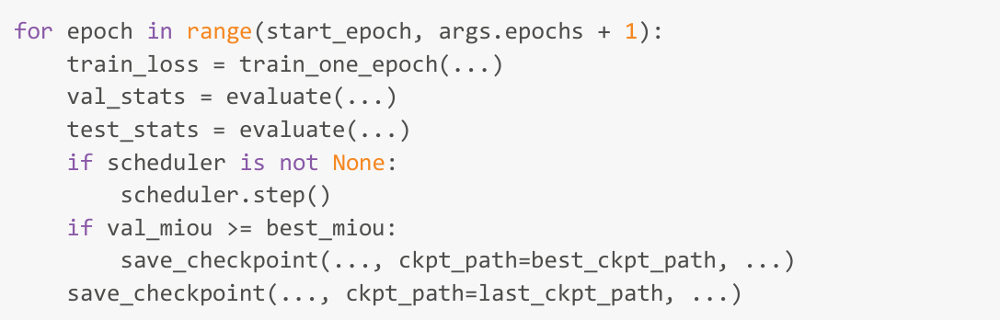 for epoch in range(start_epoch, args.epochs + 1):
    train_loss = train_one_epoch(...)
    val_stats = evaluate(...)
    test_stats = evaluate(...)
    if scheduler is not None:
        scheduler.step()
    if val_miou >= best_miou:
        save_checkpoint(..., ckpt_path=best_ckpt_path, ...)
    save_checkpoint(..., ckpt_path=last_ckpt_path, ...)